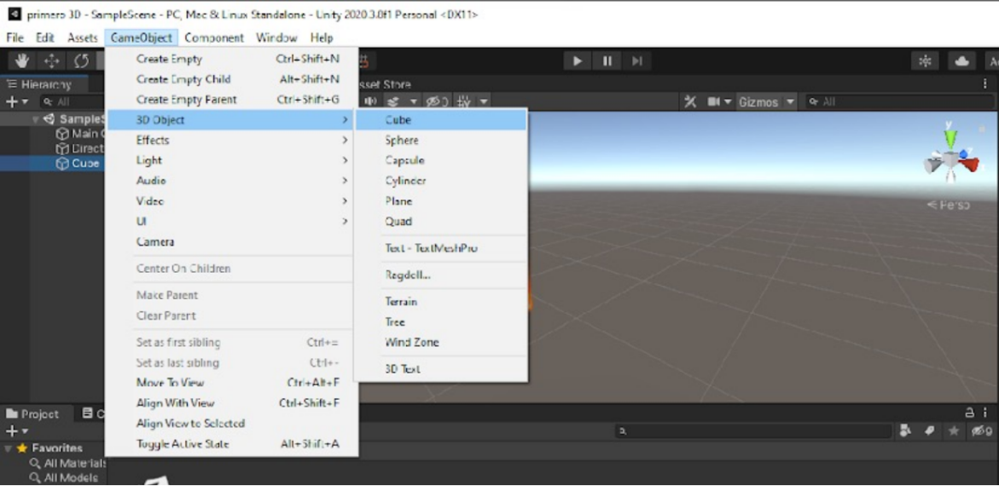 primero 3D - SampleScene - PC, Mac & Linux Standalone - Unity 2020.3.0f1 Personal <DX11>
File Edit Assets GameObject Component Window Help
Hierarchy
All
SampleS
Main C
Direct
Cube
Create Empty Ctrl+Shift+N
Create Empty Child Alt+Shift+N
Create Empty Parent Ctrl+Shift+G
3D Object >
Effects >
Light >
Audio >
Video >
UI >
Camera
Center On Children
Make Parent
Clear Parent
Set as first sibling Ctrl+=
Set as last sibling Ctrl+-
Move To View Ctrl+Alt+F
Align With View Ctrl+Shift+F
Align View to Selected
Toggle Active State Alt+Shift+A
Cube
Sphere
Capsule
Cylinder
Plane
Quad
Text - TextMeshPro
Ragdoll...
Terrain
Tree
Wind Zone
3D Text
sset Store
Gizmos
All
y
Persp
A
Project C
9
Favorites
All Materials
All Models